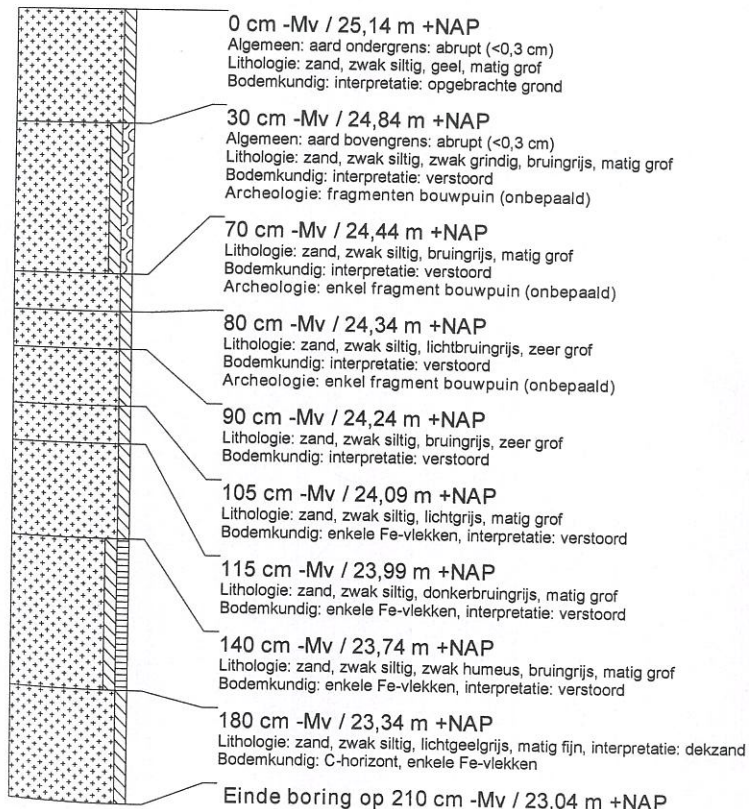 0 cm -Mv / 25,14 m +NAP
Algemeen: aard ondergrens: abrupt (<0,3 cm)
Lithologie: zand, zwak siltig, geel, matig grof
Bodemkundig: interpretatie: opgebrachte grond
30 cm -Mv / 24,84 m +NAP
Algemeen: aard bovengrens: abrupt (<0,3 cm)
Lithologie: zand, zwak siltig, zwak grindig, bruingrijs, matig grof
Bodemkundig: interpretatie: verstoord
Archeologie: fragmenten bouwpuin (onbepaald)
70 cm -Mv / 24,44 m +NAP
Lithologie: zand, zwak siltig, bruingrijs, matig grof
Bodemkundig: interpretatie: verstoord
Archeologie: enkel fragment bouwpuin (onbepaald)
80 cm -Mv / 24,34 m +NAP
Lithologie: zand, zwak siltig, lichtbruingrijs, zeer grof
Bodemkundig: interpretatie: verstoord
Archeologie: enkel fragment bouwpuin (onbepaald)
90 cm -Mv / 24,24 m +NAP
Lithologie: zand, zwak siltig, bruingrijs, zeer grof
Bodemkundig: interpretatie: verstoord
105 cm -Mv / 24,09 m +NAP
Lithologie: zand, zwak siltig, lichtgrijs, matig grof
Bodemkundig: enkele Fe-vlekken, interpretatie: verstoord
115 cm -Mv / 23,99 m +NAP
Lithologie: zand, zwak siltig, donkerbruingrijs, matig grof
Bodemkundig: enkele Fe-vlekken, interpretatie: verstoord
140 cm -Mv / 23,74 m +NAP
Lithologie: zand, zwak siltig, zwak humeus, bruingrijs, matig grof
Bodemkundig: enkele Fe-vlekken, interpretatie: verstoord
180 cm -Mv / 23,34 m +NAP
Lithologie: zand, zwak siltig, lichtgeelgrijs, matig fijn, interpretatie: dekzand
Bodemkundig: C-horizont, enkele Fe-vlekken
Einde boring op 210 cm -Mv / 23,04 m +NAP